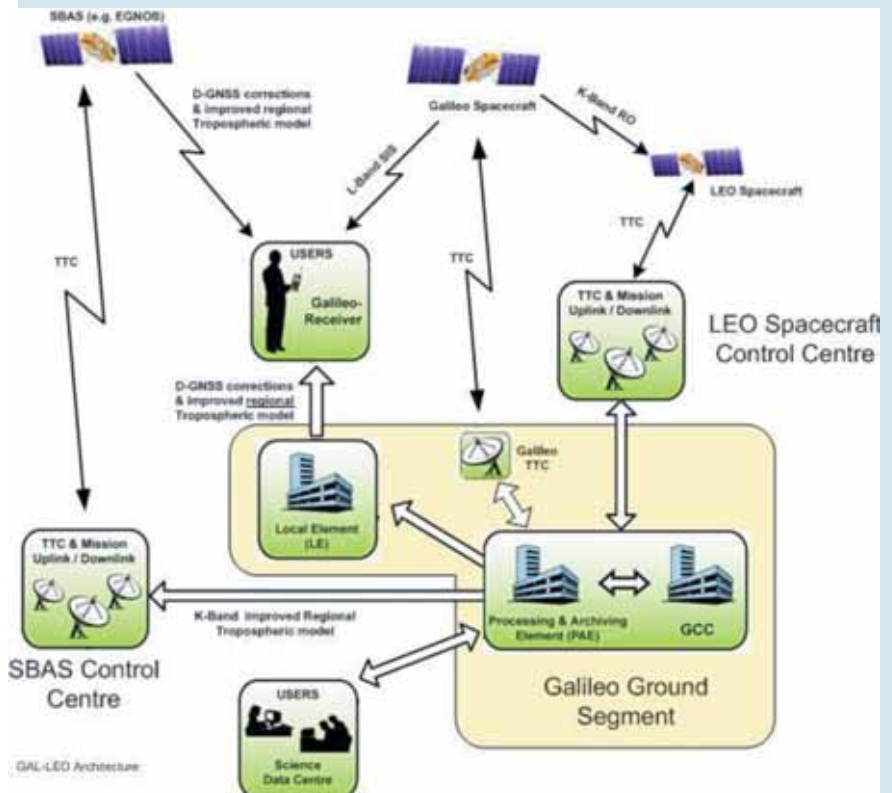 SBAS (e.g. EGNOS)
D-GNSS corrections
& improved regional
Tropospheric model
Galileo Spacecraft
K-Band RO
LEO Spacecraft
L-Band SIS
TTC
TTC
TTC
USERS
Galileo-
Receiver
TTC & Mission
Uplink / Downlink
LEO Spacecraft
Control Centre
D-GNSS corrections
& improved regional
Tropospheric model
Galileo
TTC
Local Element
(LE)
TTC & Mission
Uplink / Downlink
K-Band Improved Regional
Tropospheric model
Processing & Archiving
Element (PAE)
GCC
SBAS Control
Centre
USERS
Science
Data Centre
Galileo Ground
Segment
GAL-LEO Architecture